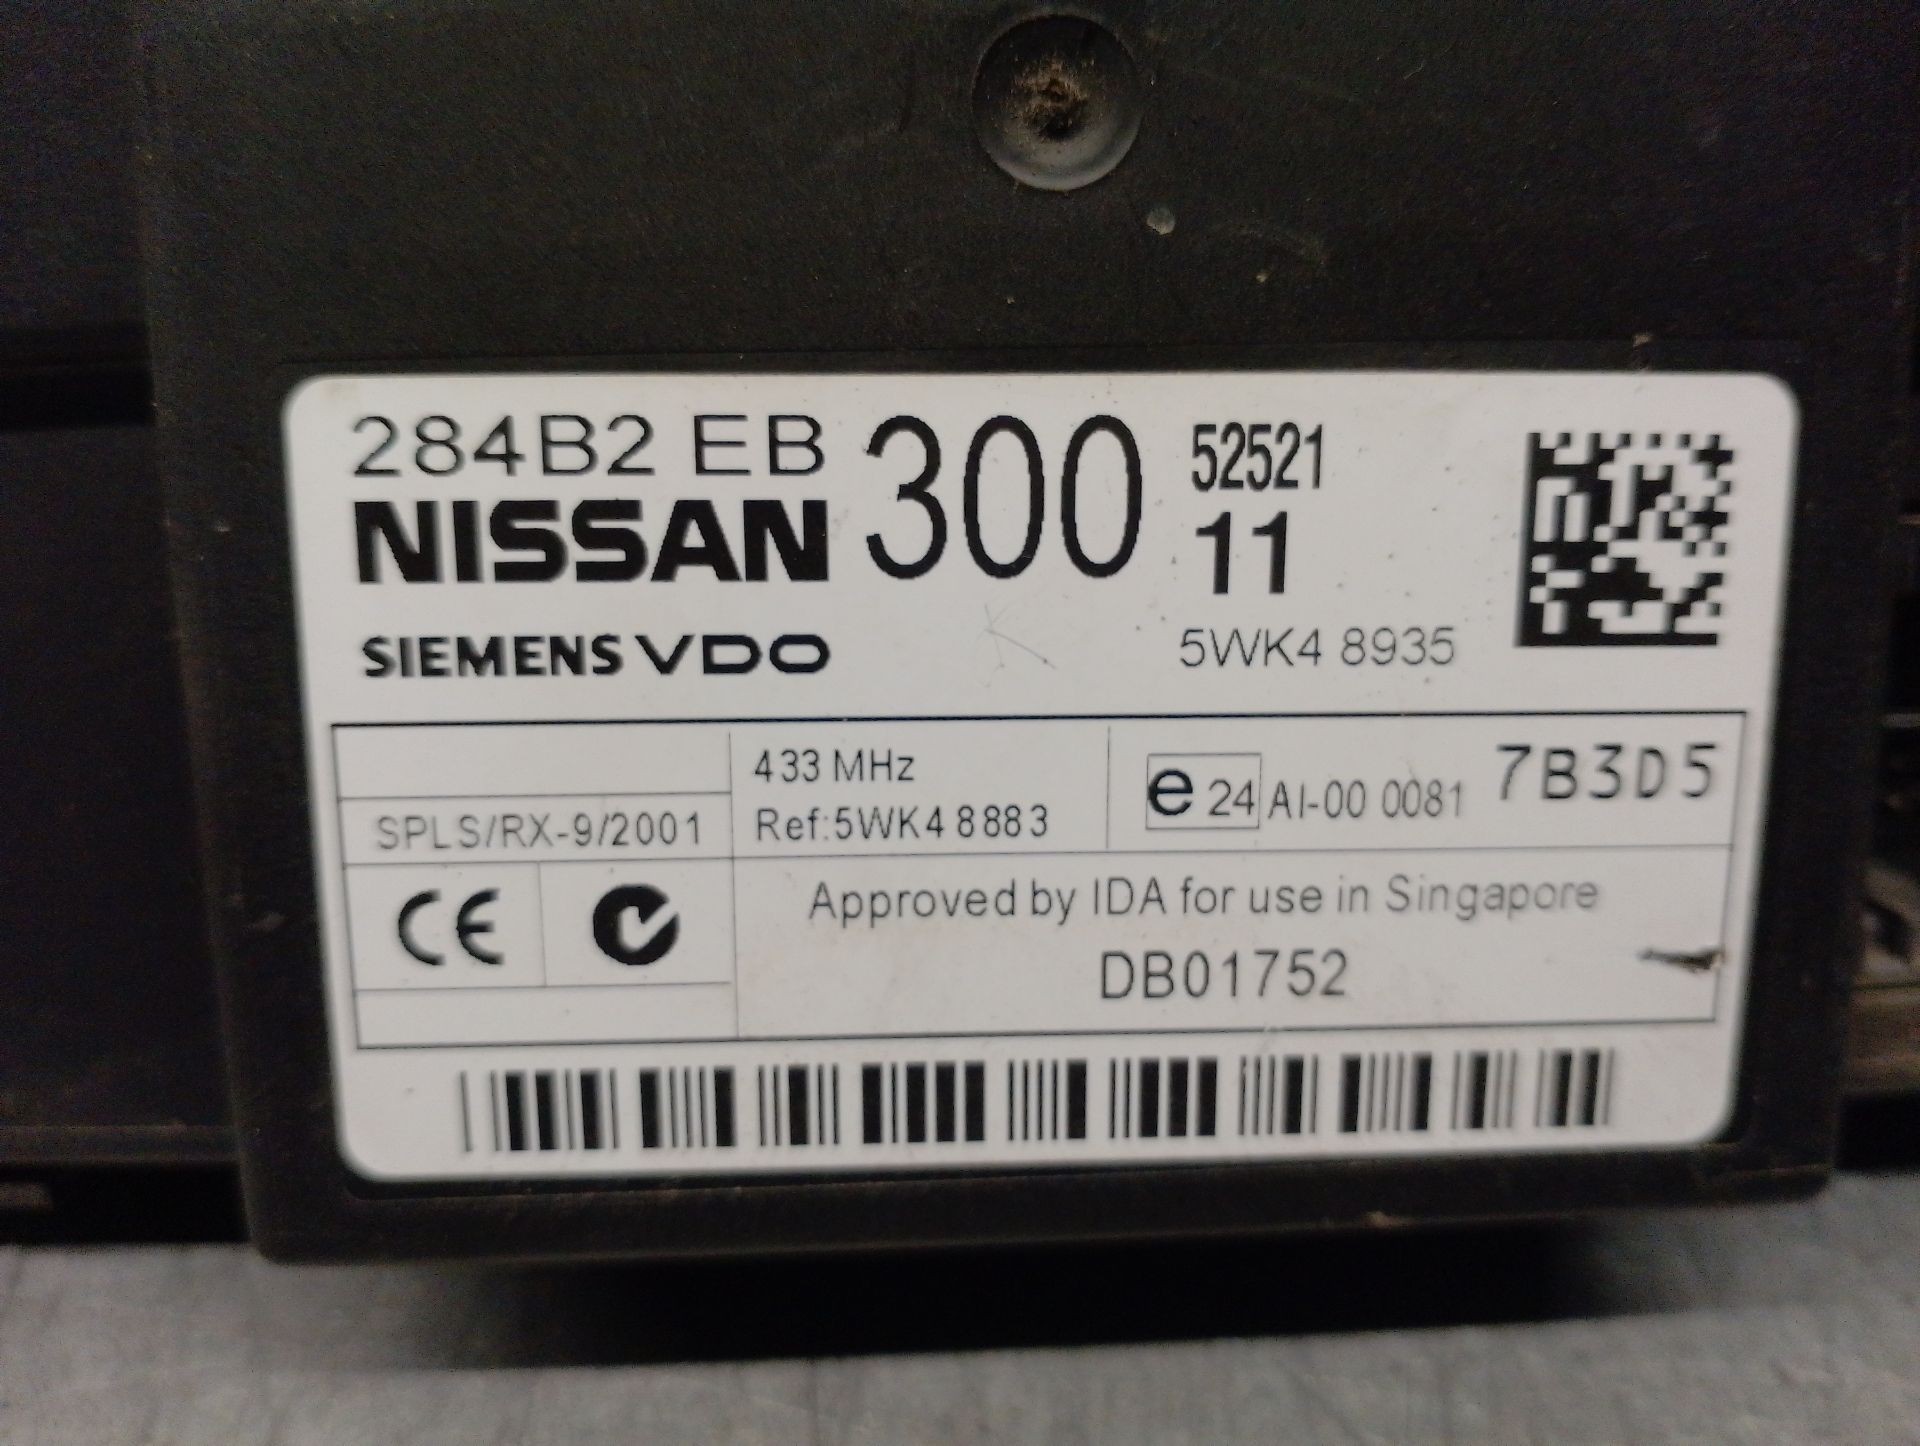 284B2 EB 300 52521
NISSAN 11
SIEMENS VDO 5WK4 8935
433 MHz
Ref:5WK4 8883
e 24 AI-00 0081 7B3D5
SPLS/RX-9/2001
CE
Approved by IDA for use in Singapore
DB01752